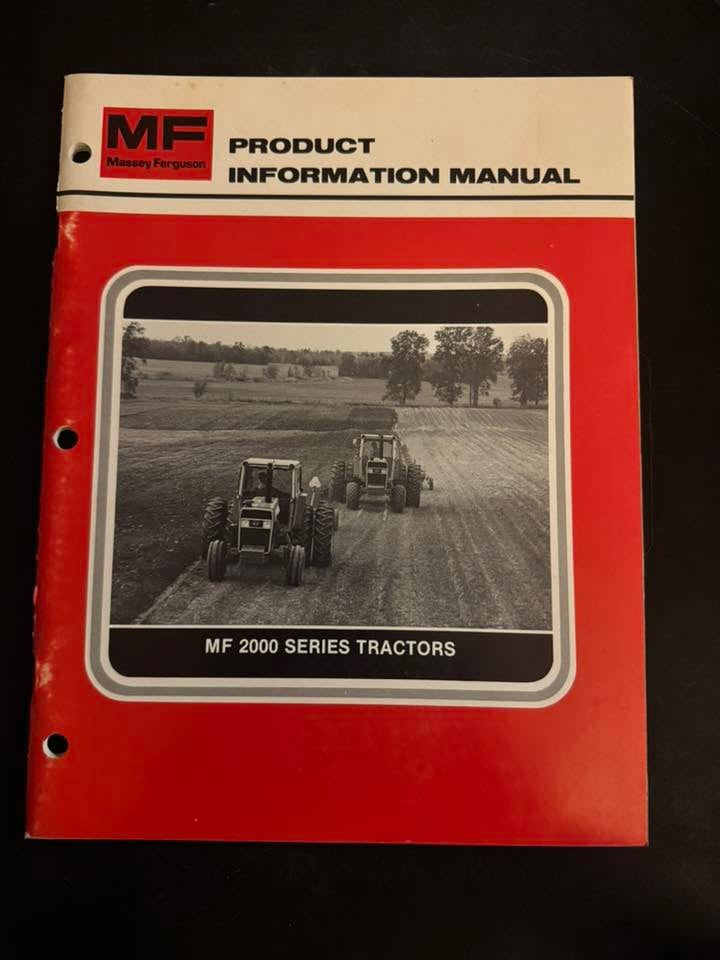 MF
Massey Ferguson
PRODUCT
INFORMATION MANUAL
MF 2000 SERIES TRACTORS